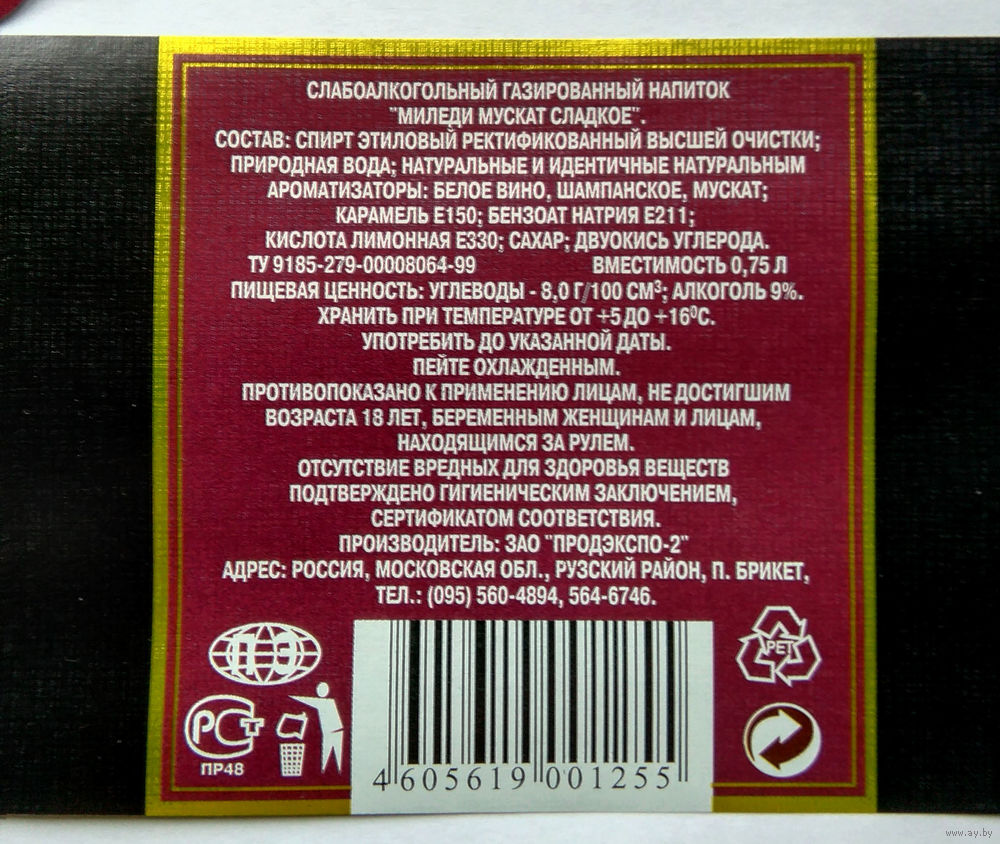 СЛАБОАЛКОГОЛЬНЫЙ ГАЗИРОВАННЫЙ НАПИТОК
"МИЛЕДИ МУСКАТ СЛАДКОЕ".
СОСТАВ: СПИРТ ЭТИЛОВЫЙ РЕКТИФИКОВАННЫЙ ВЫСШЕЙ ОЧИСТКИ;
ПРИРОДНАЯ ВОДА; НАТУРАЛЬНЫЕ И ИДЕНТИЧНЫЕ НАТУРАЛЬНЫМ
АРОМАТИЗАТОРЫ: БЕЛОЕ ВИНО, ШАМПАНСКОЕ, МУСКАТ;
КАРАМЕЛЬ Е150; БЕНЗОАТ НАТРИЯ Е211;
КИСЛОТА ЛИМОННАЯ Е330; САХАР; ДВУОКИСЬ УГЛЕРОДА.
ТУ 9185-279-00008064-99 ВМЕСТИМОСТЬ 0,75 Л
ПИЩЕВАЯ ЦЕННОСТЬ: УГЛЕВОДЫ - 8,0 Г/100 СМ³; АЛКОГОЛЬ 9%.
ХРАНИТЬ ПРИ ТЕМПЕРАТУРЕ ОТ +5 ДО +16⁰С.
УПОТРЕБИТЬ ДО УКАЗАННОЙ ДАТЫ.
ПЕЙТЕ ОХЛАЖДЕННЫМ.
ПРОТИВОПОКАЗАНО К ПРИМЕНЕНИЮ ЛИЦАМ, НЕ ДОСТИГШИМ
ВОЗРАСТА 18 ЛЕТ, БЕРЕМЕННЫМ ЖЕНЩИНАМ И ЛИЦАМ,
НАХОДЯЩИМСЯ ЗА РУЛЕМ.
ОТСУТСТВИЕ ВРЕДНЫХ ДЛЯ ЗДОРОВЬЯ ВЕЩЕСТВ
ПОДТВЕРЖДЕНО ГИГИЕНИЧЕСКИМ ЗАКЛЮЧЕНИЕМ,
СЕРТИФИКАТОМ СООТВЕТСТВИЯ.
ПРОИЗВОДИТЕЛЬ: ЗАО "ПРОДЭКСПО-2"
АДРЕС: РОССИЯ, МОСКОВСКАЯ ОБЛ., РУЗСКИЙ РАЙОН, П. БРИКЕТ,
ТЕЛ.: (095) 560-4894, 564-6746.
ПЭ
РСТ
ПР48
4 605619 001255
PET
www.ay.by